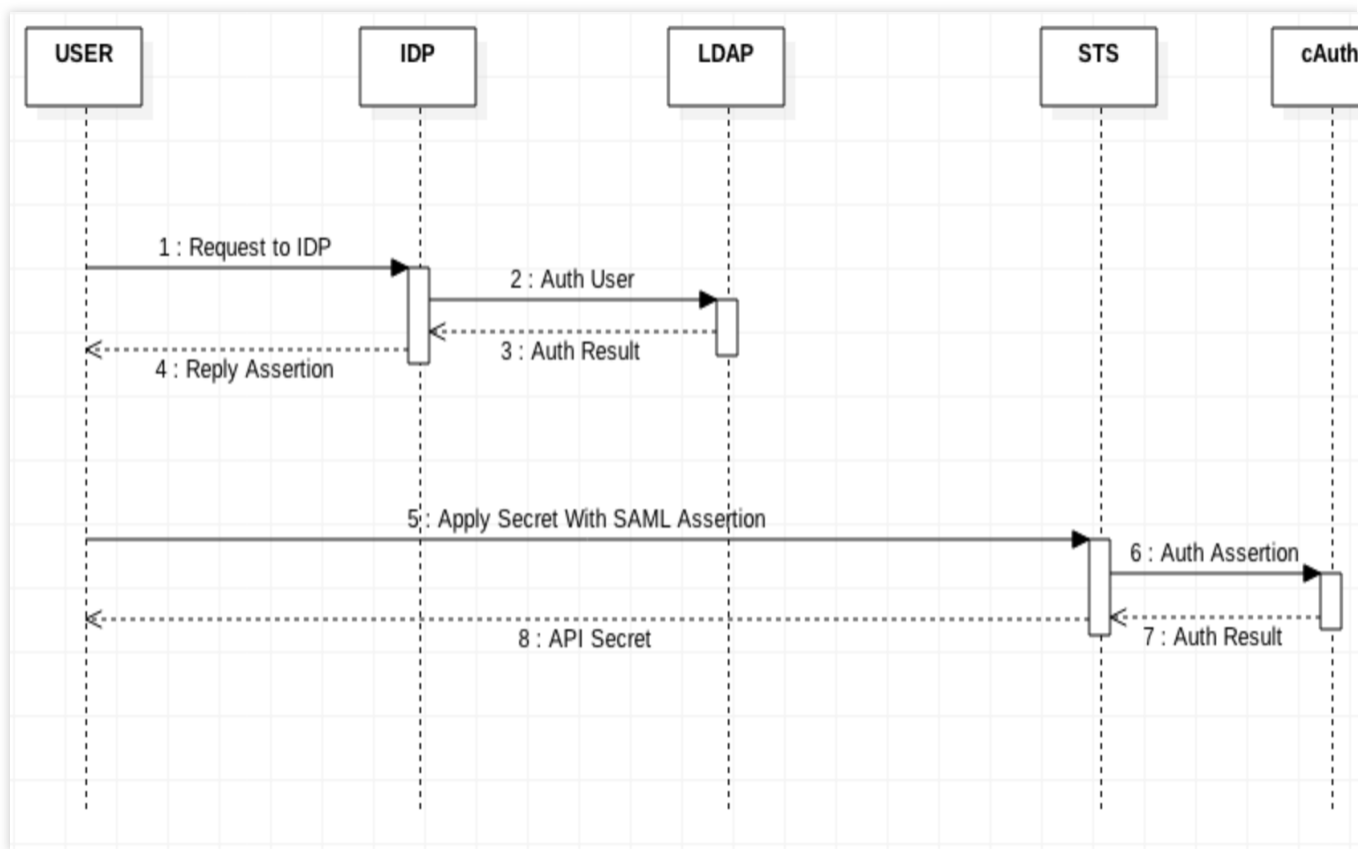 USER
IDP
LDAP
STS
cAuth
1 : Request to IDP
2 : Auth User
3 : Auth Result
4 : Reply Assertion
5 : Apply Secret With SAML Assertion
6 : Auth Assertion
7 : Auth Result
8 : API Secret